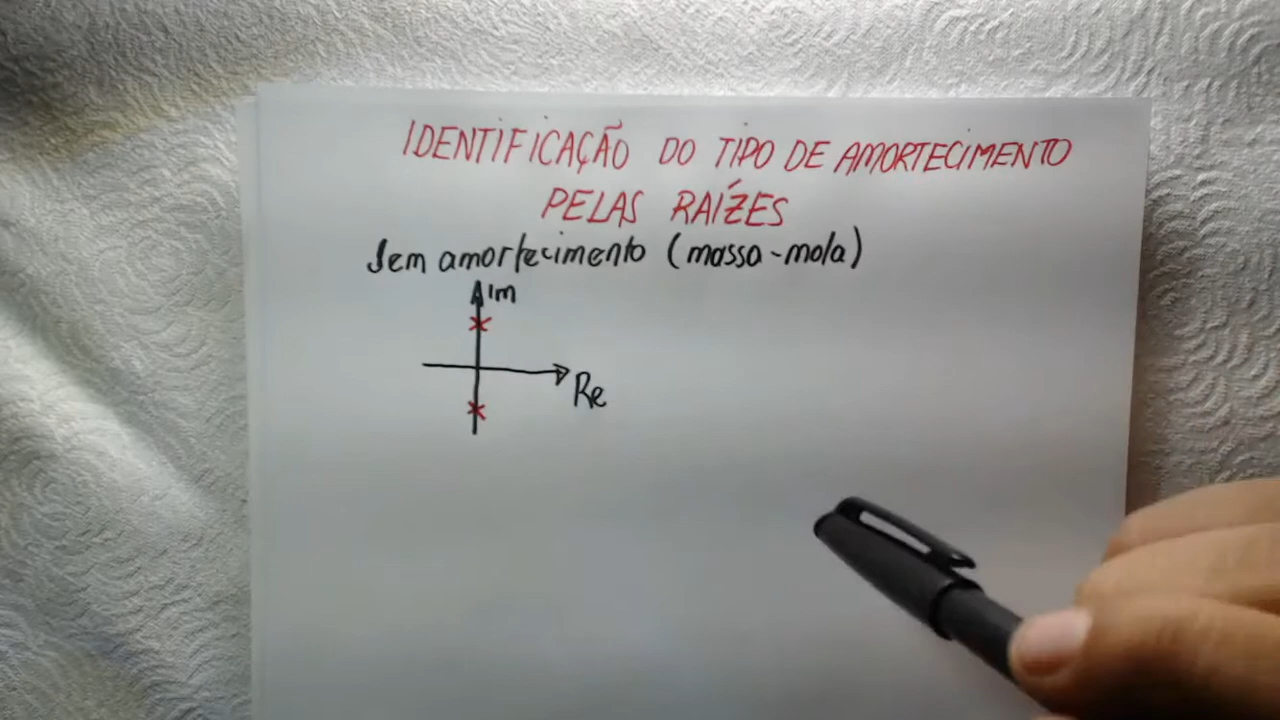 IDENTIFICAÇÃO DO TIPO DE AMORTECIMENTO
PELAS RAÍZES
Sem amortecimento (massa-mola)
Im
Re